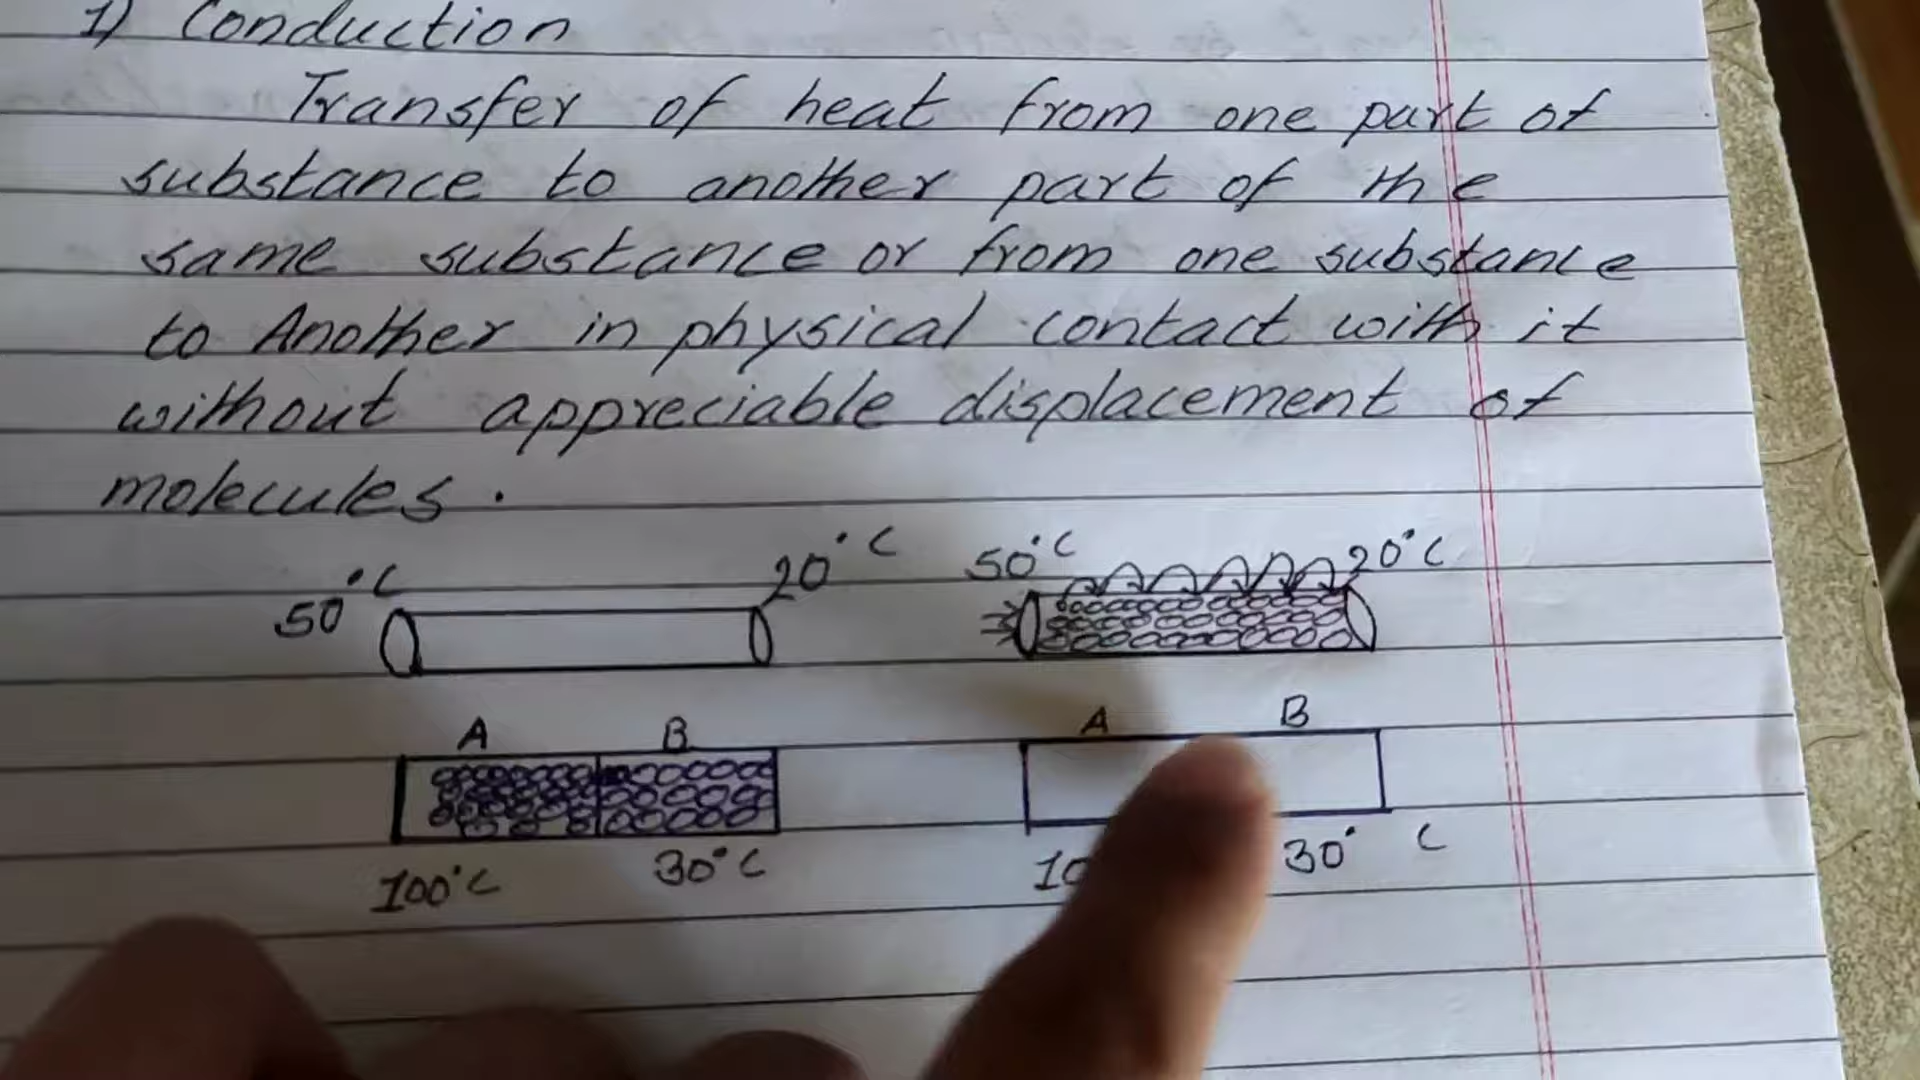 1) Conduction
Transfer of heat from one part of
substance to another part of the
same substance or from one substance
to Another in physical contact with it
without appreciable displacement of
molecules.
50°C 20°C 50°C 20°C
A B A B
100°C 30°C 30° C